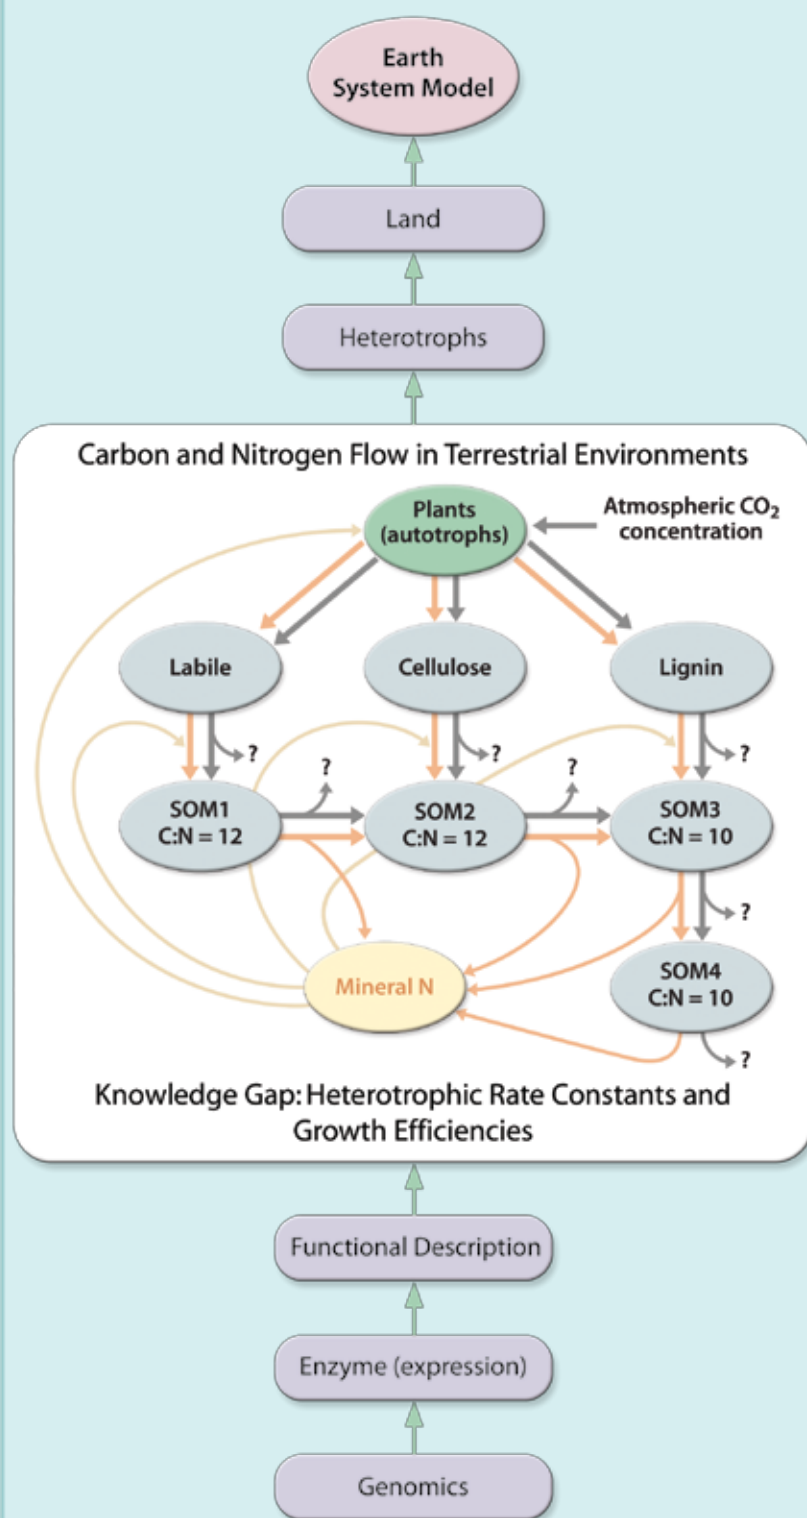 Earth
System Model
Land
Heterotrophs
Carbon and Nitrogen Flow in Terrestrial Environments
Plants
(autotrophs)
Atmospheric CO₂
concentration
Labile
Cellulose
Lignin
?
?
?
?
?
SOM1
C:N = 12
SOM2
C:N = 12
SOM3
C:N = 10
?
Mineral N
SOM4
C:N = 10
?
Knowledge Gap: Heterotrophic Rate Constants and
Growth Efficiencies
Functional Description
Enzyme (expression)
Genomics